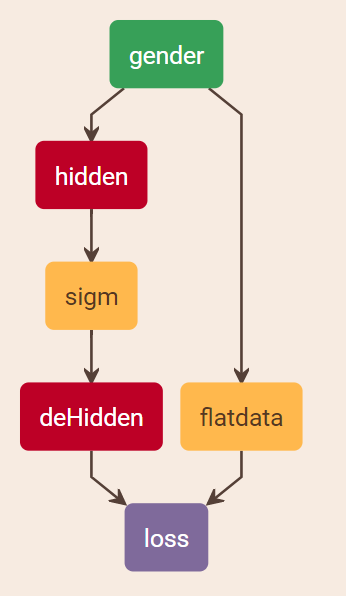 gender
hidden
sigm
deHidden
flatdata
loss